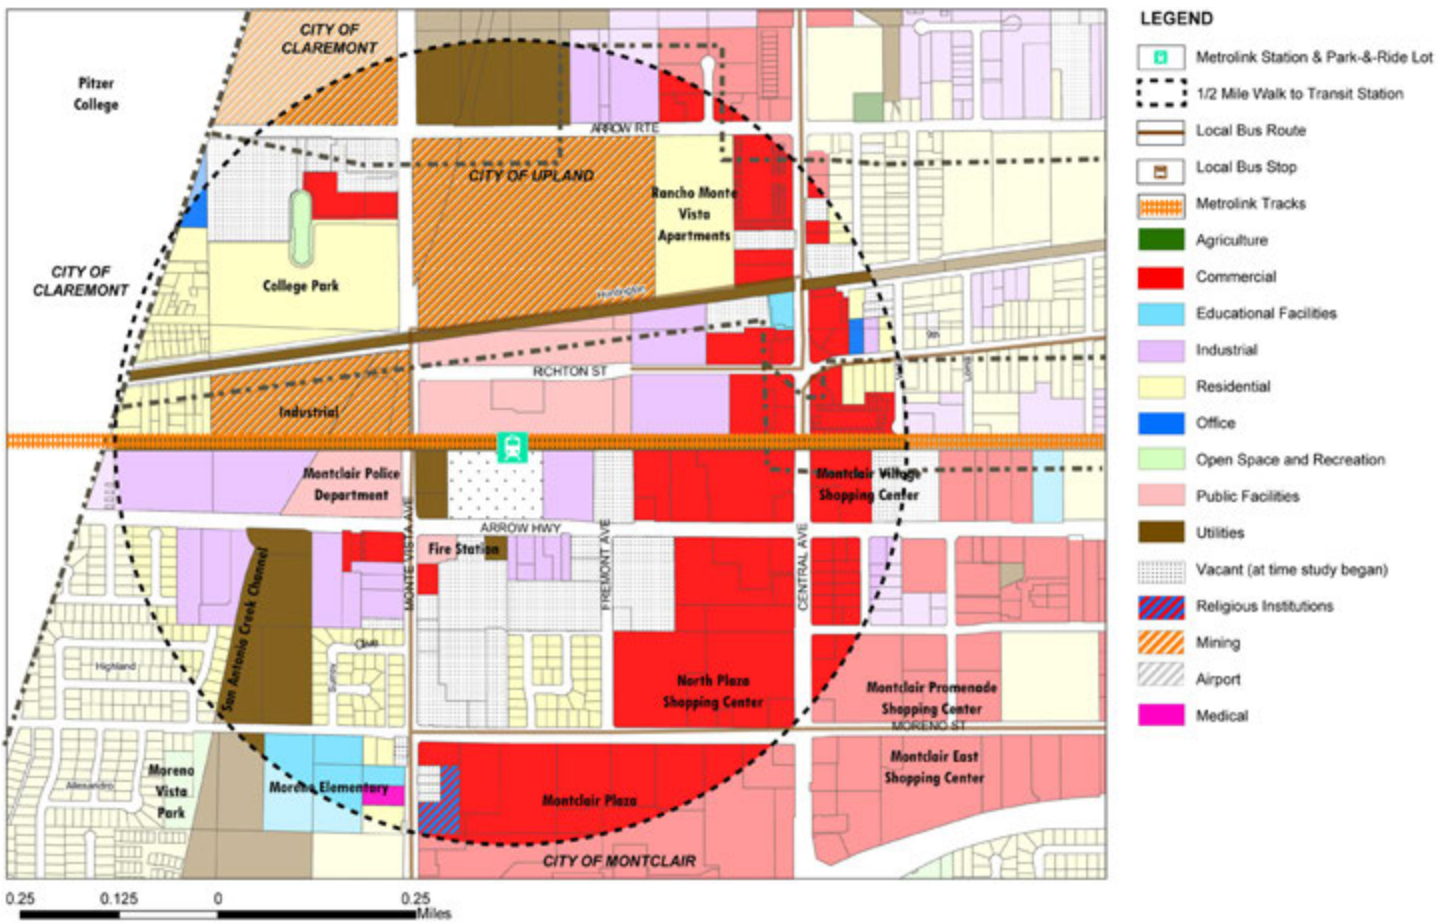 CITY OF
CLAREMONT
Pitzer
College
ARROW RTE
CITY OF UPLAND
Rancho Monte
Vista
Apartments
CITY OF
CLAREMONT
College Park
Huntington
9th
RICHTON ST
Industrial
Montclair Police
Department
Montclair Village
Shopping Center
ARROW HWY
Fire Station
MONTE VISTA AVE
FREMONT AVE
CENTRAL AVE
San Antonio Creek Channel
Highland
North Plaza
Shopping Center
Montclair Promenade
Shopping Center
MORENO ST
Moreno
Vista
Park
Alessandro
Moreno Elementary
Montclair Plaza
Montclair East
Shopping Center
CITY OF MONTCLAIR
0.25
0.125
0
0.25
Miles
LEGEND
Metrolink Station & Park-&-Ride Lot
1/2 Mile Walk to Transit Station
Local Bus Route
Local Bus Stop
Metrolink Tracks
Agriculture
Commercial
Educational Facilities
Industrial
Residential
Office
Open Space and Recreation
Public Facilities
Utilities
Vacant (at time study began)
Religious Institutions
Mining
Airport
Medical